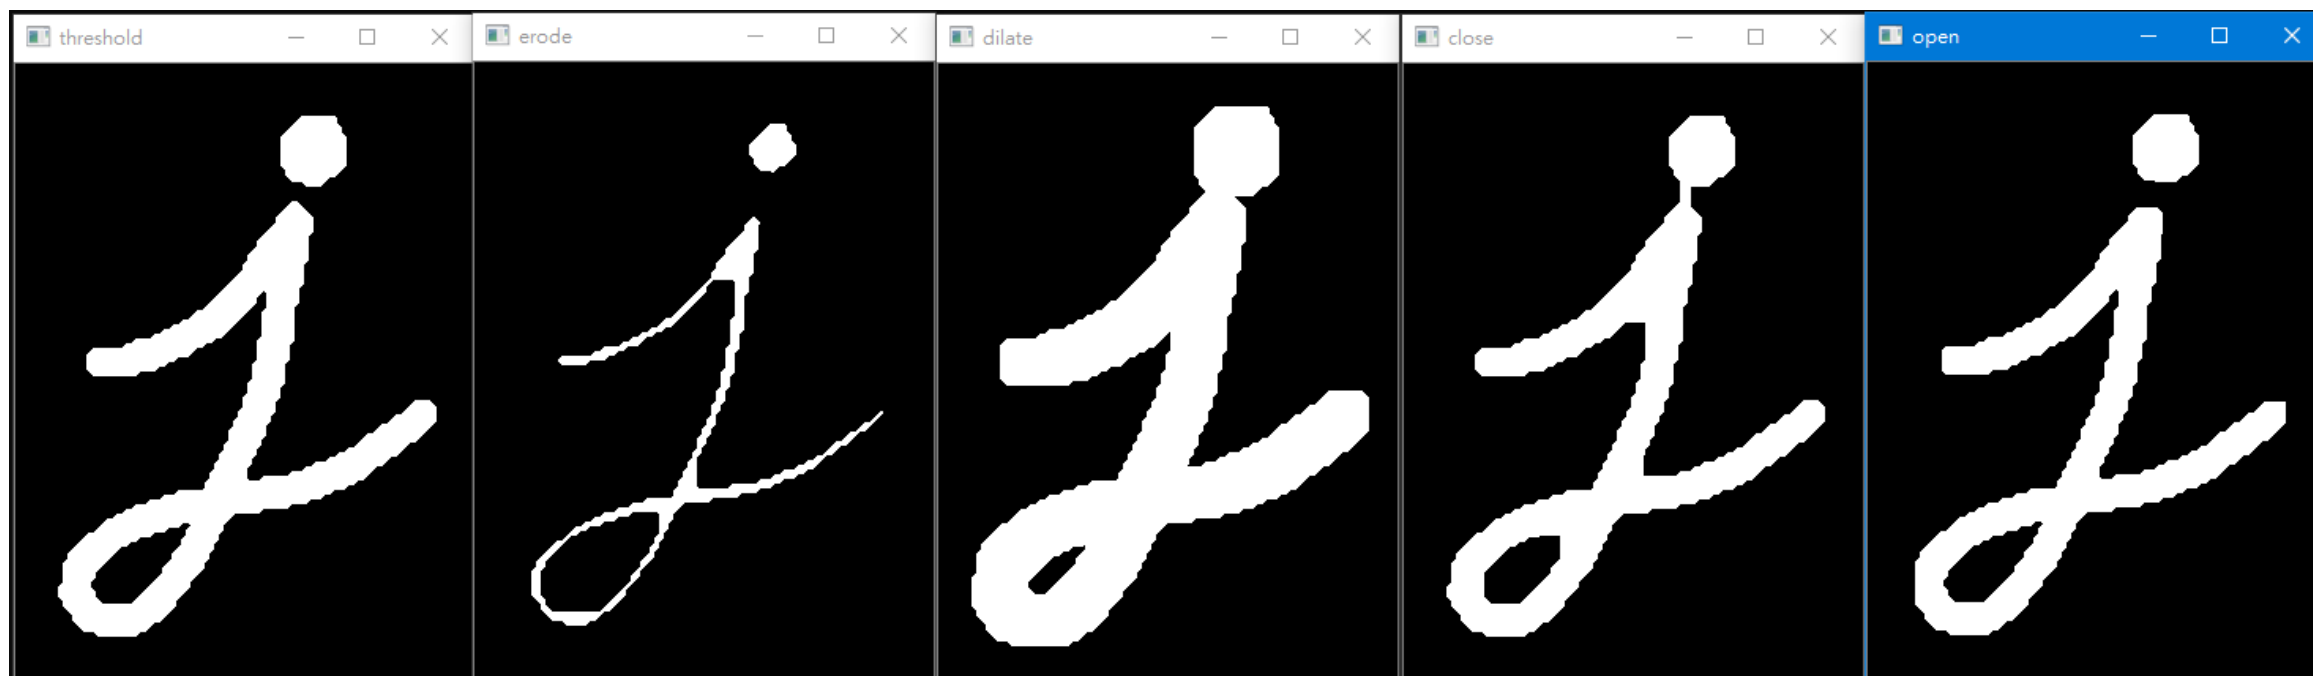 threshold
erode
dilate
close
open
j
j
j
j
j